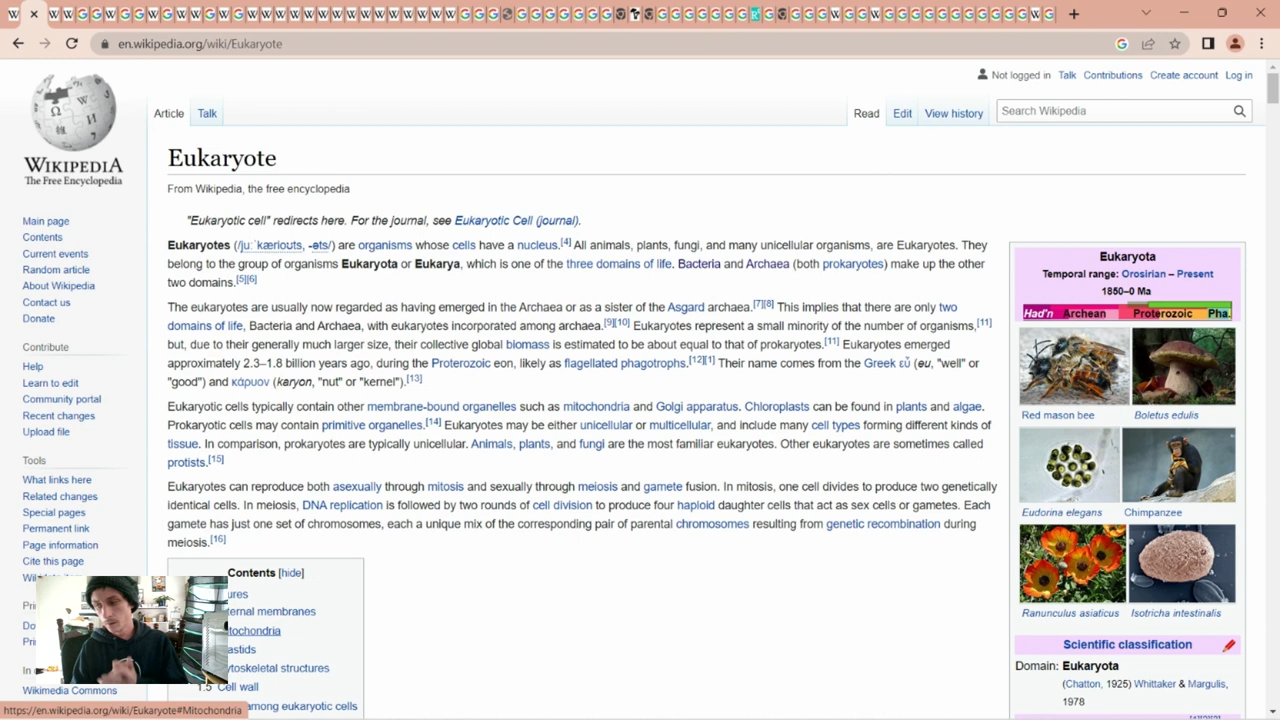 en.wikipedia.org/wiki/Eukaryote
Not logged in Talk Contributions Create account Log in
Article Talk
Read Edit View history
Search Wikipedia
WIKIPEDIA
The Free Encyclopedia
Main page
Contents
Current events
Random article
About Wikipedia
Contact us
Donate
Contribute
Help
Learn to edit
Community portal
Recent changes
Upload file
Tools
What links here
Related changes
Special pages
Permanent link
Page information
Cite this page
Wikimedia Commons
Eukaryote
From Wikipedia, the free encyclopedia
"Eukaryotic cell" redirects here. For the journal, see Eukaryotic Cell (journal).
Eukaryotes (/juːˈkærioʊts, -əts/) are organisms whose cells have a nucleus.[4] All animals, plants, fungi, and many unicellular organisms, are Eukaryotes. They
belong to the group of organisms Eukaryota or Eukarya, which is one of the three domains of life. Bacteria and Archaea (both prokaryotes) make up the other
two domains.[5][6]
The eukaryotes are usually now regarded as having emerged in the Archaea or as a sister of the Asgard archaea.[7][8] This implies that there are only two
domains of life, Bacteria and Archaea, with eukaryotes incorporated among archaea.[9][10] Eukaryotes represent a small minority of the number of organisms,[11]
but, due to their generally much larger size, their collective global biomass is estimated to be about equal to that of prokaryotes.[11] Eukaryotes emerged
approximately 2.3–1.8 billion years ago, during the Proterozoic eon, likely as flagellated phagotrophs.[12][1] Their name comes from the Greek εὖ (eu, "well" or
"good") and κάρυον (karyon, "nut" or "kernel").[13]
Eukaryotic cells typically contain other membrane-bound organelles such as mitochondria and Golgi apparatus. Chloroplasts can be found in plants and algae.
Prokaryotic cells may contain primitive organelles.[14] Eukaryotes may be either unicellular or multicellular, and include many cell types forming different kinds of
tissue. In comparison, prokaryotes are typically unicellular. Animals, plants, and fungi are the most familiar eukaryotes. Other eukaryotes are sometimes called
protists.[15]
Eukaryotes can reproduce both asexually through mitosis and sexually through meiosis and gamete fusion. In mitosis, one cell divides to produce two genetically
identical cells. In meiosis, DNA replication is followed by two rounds of cell division to produce four haploid daughter cells that act as sex cells or gametes. Each
gamete has just one set of chromosomes, each a unique mix of the corresponding pair of parental chromosomes resulting from genetic recombination during
meiosis.[16]
Contents [hide]
ures
ternal membranes
tochondria
astids
ytoskeletal structures
1.5 Cell wall
among eukaryotic cells
Eukaryota
Temporal range: Orosirian – Present
1850–0 Ma
Had'n Archean Proterozoic Pha.
Red mason bee Boletus edulis
Eudorina elegans Chimpanzee
Ranunculus asiaticus Isotricha intestinalis
Scientific classification
Domain: Eukaryota
(Chatton, 1925) Whittaker & Margulis,
1978
https://en.wikipedia.org/wiki/Eukaryote#Mitochondria